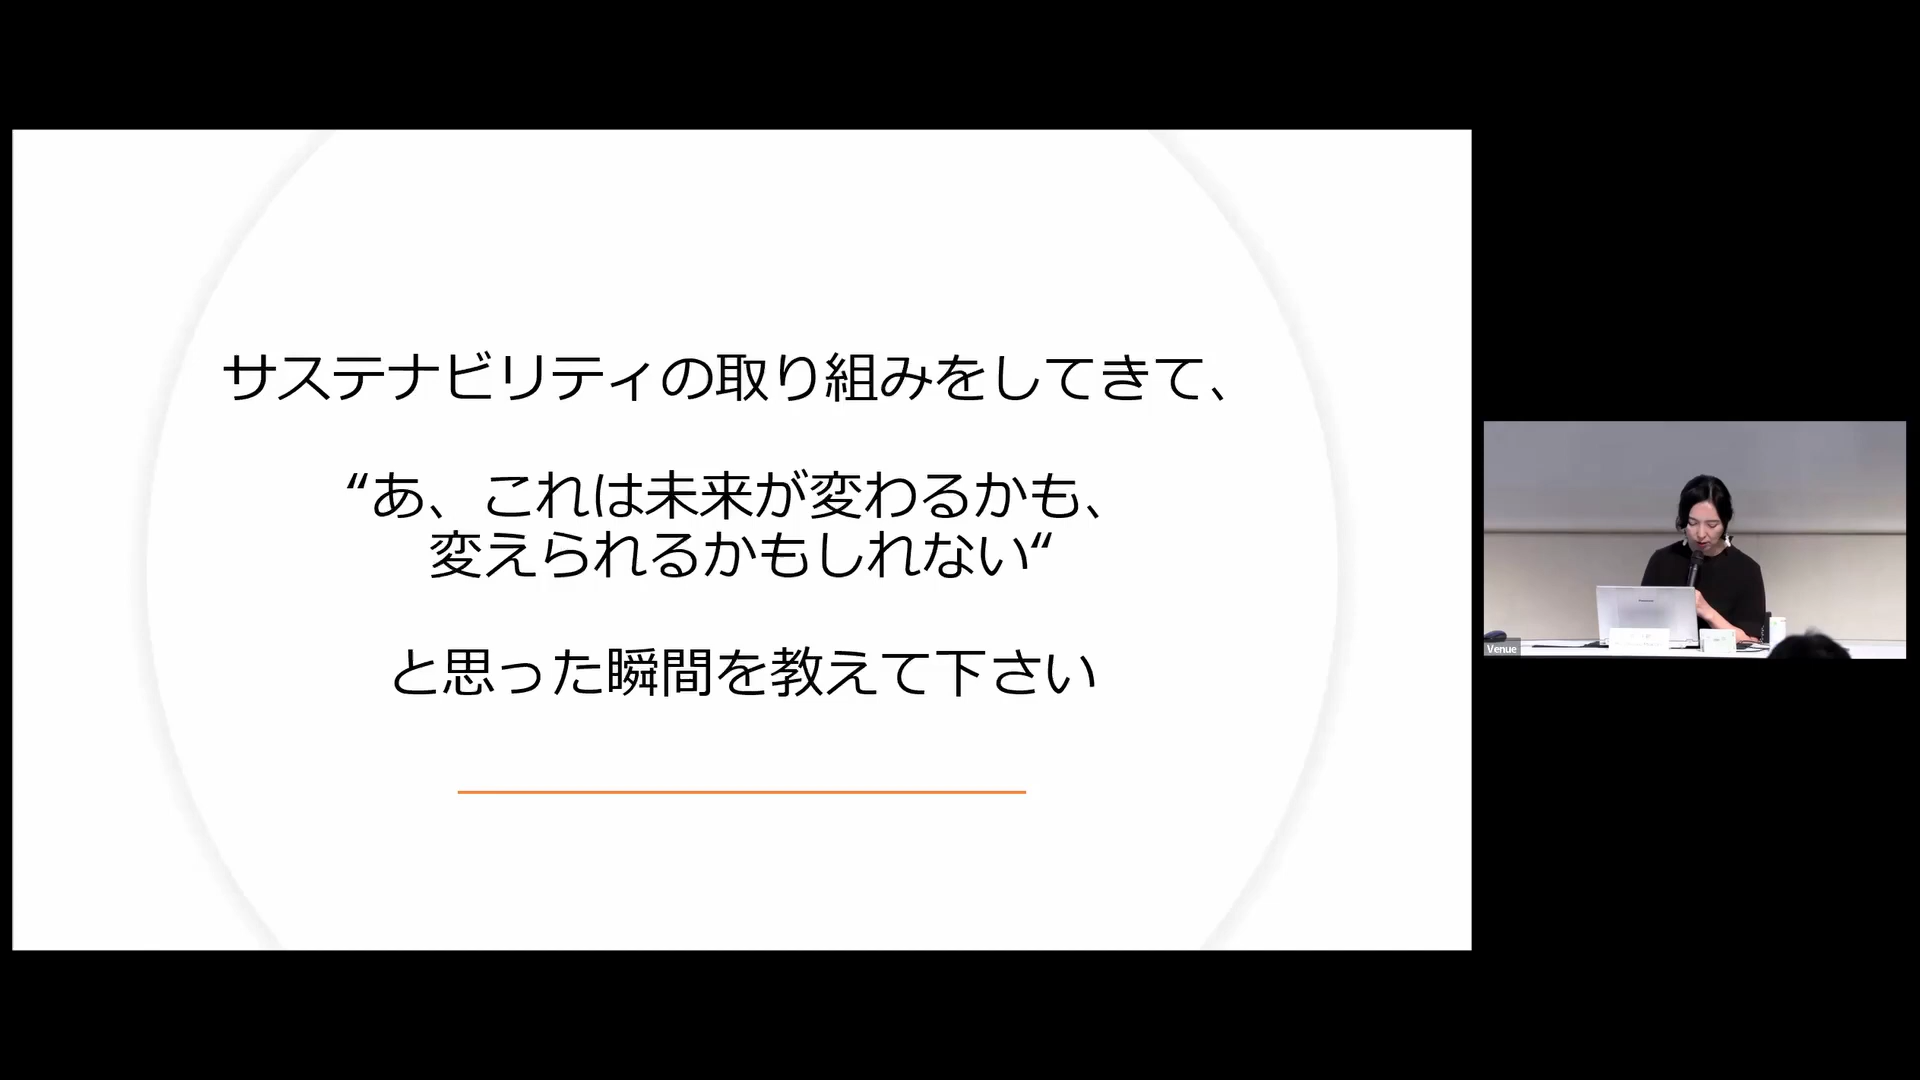 サステナビリティの取り組みをしてきて、
“あ、これは未来が変わるかも、
変えられるかもしれない“
と思った瞬間を教えて下さい
Venue